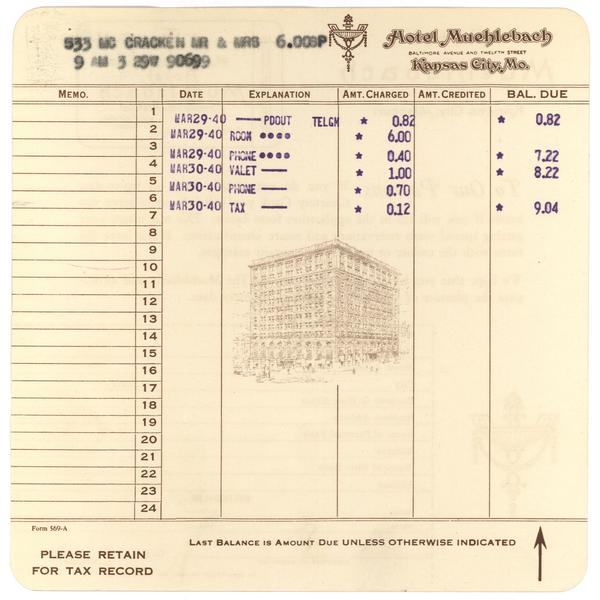 533 MC CRACKEN MR & MRS 6.00SP
9 AM 3 29W 90699
Hotel Muehlebach
BALTIMORE AVENUE AND TWELFTH STREET
Kansas City, Mo.
MEMO. DATE EXPLANATION AMT. CHARGED AMT. CREDITED BAL. DUE
1 MAR29-40 — PDOUT TELGM * 0.82 * 0.82
2 MAR29-40 ROOM •••• * 6.00
3 MAR29-40 PHONE •••• * 0.40 * 7.22
4 MAR30-40 VALET — * 1.00 * 8.22
5 MAR30-40 PHONE — * 0.70
6 MAR30-40 TAX — * 0.12 * 9.04
7
8
9
10
11
12
13
14
15
16
17
18
19
20
21
22
23
24
Form 569-A
PLEASE RETAIN
FOR TAX RECORD
LAST BALANCE IS AMOUNT DUE UNLESS OTHERWISE INDICATED